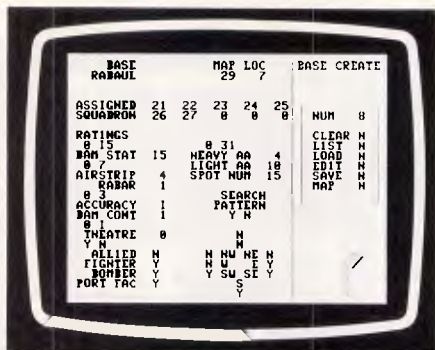 BASE MAP LOC BASE CREATE
RABAUL 29 7
ASSIGNED 21 22 23 24 25
SQUADRON 26 27 0 0 0 NUM 8
RATINGS CLEAR N
0 15 0 31 LIST N
DAM STAT 15 HEAVY AA 4 LOAD N
0 7 LIGHT AA 10 EDIT N
AIRSTRIP 4 SPOT NUM 15 SAVE N
RADAR 1 MAP N
0 3 SEARCH
ACCURACY 1 PATTERN
DAM CONT 1 Y N
0 1
THEATRE 0 N
Y N N
ALLIED N N NW NE N
FIGHTER Y N W E Y
BOMBER Y Y SW SE Y
PORT FAC Y S
Y